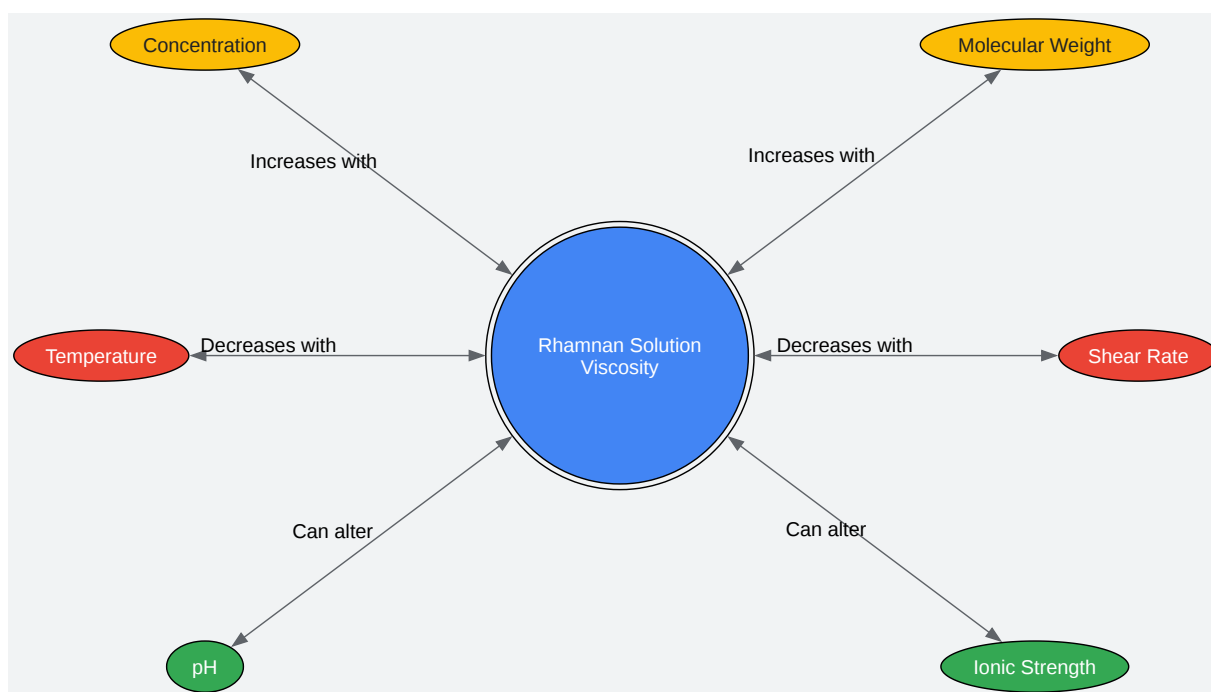 Concentration
Molecular Weight
Increases with
Increases with
Temperature
Decreases with
Rhamnan Solution
Viscosity
Decreases with
Shear Rate
Can alter
Can alter
pH
Ionic Strength